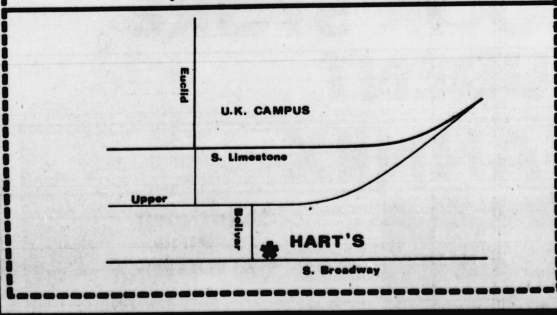 Euclid
U.K. CAMPUS
S. Limestone
Upper
Bolivar
HART'S
S. Broadway